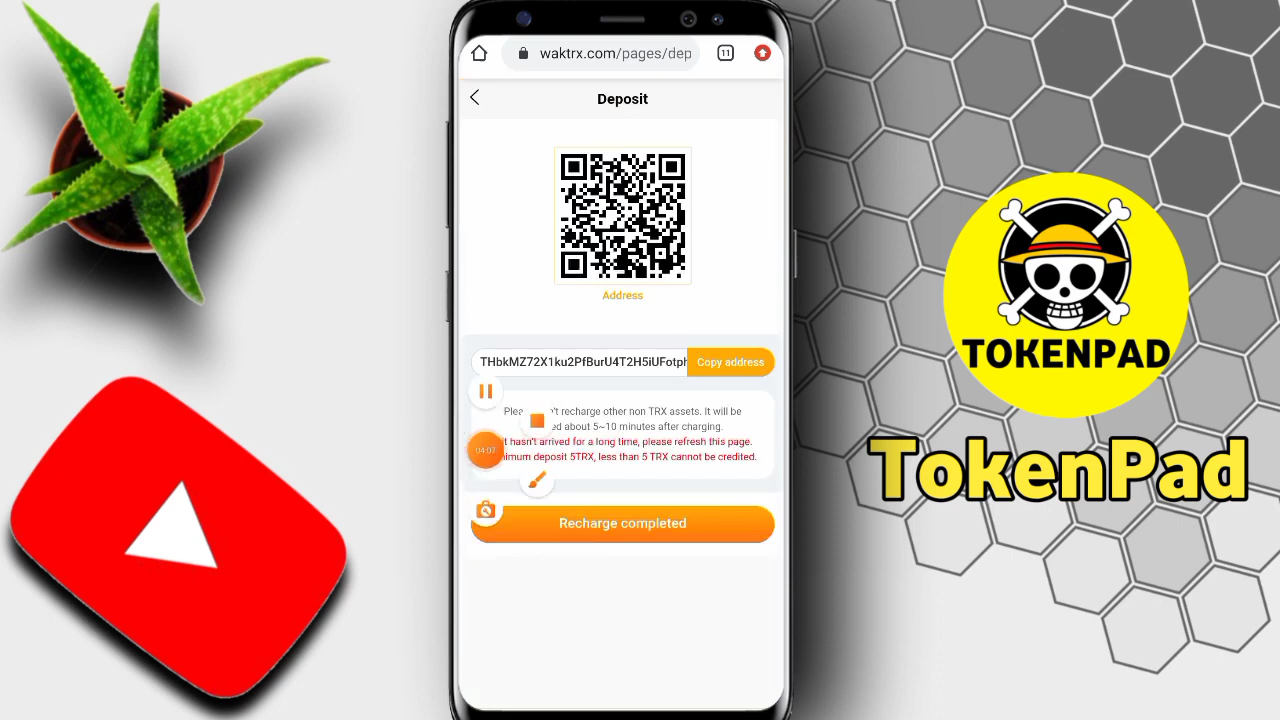 11
waktrx.com/pages/dep
Deposit
Address
THbkMZ72X1ku2PfBurU4T2H5iUFotph
Copy address
't recharge other non TRX assets. It will be
about 5~10 minutes after charging.
hasn't arrived for a long time, please refresh this page.
deposit 5TRX, less than 5 TRX cannot be credited.
04:07
Recharge completed
TOKENPAD
TokenPad